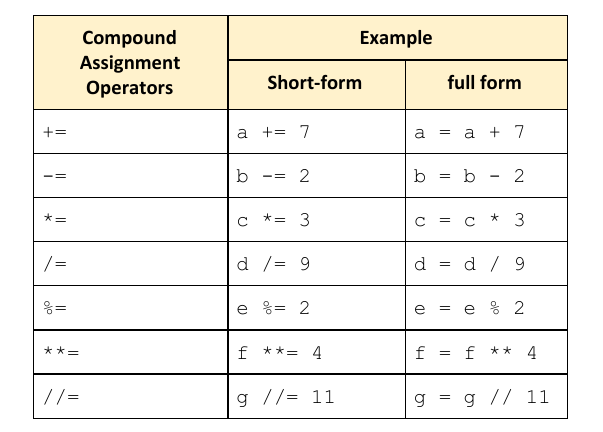 Compound
Assignment
Operators
Example
Short-form
full form
+=
a += 7
a = a + 7
-=
b -= 2
b = b - 2
*=
c *= 3
c = c * 3
/=
d /= 9
d = d / 9
%=
e %= 2
e = e % 2
**=
f **= 4
f = f ** 4
//=
g //= 11
g = g // 11